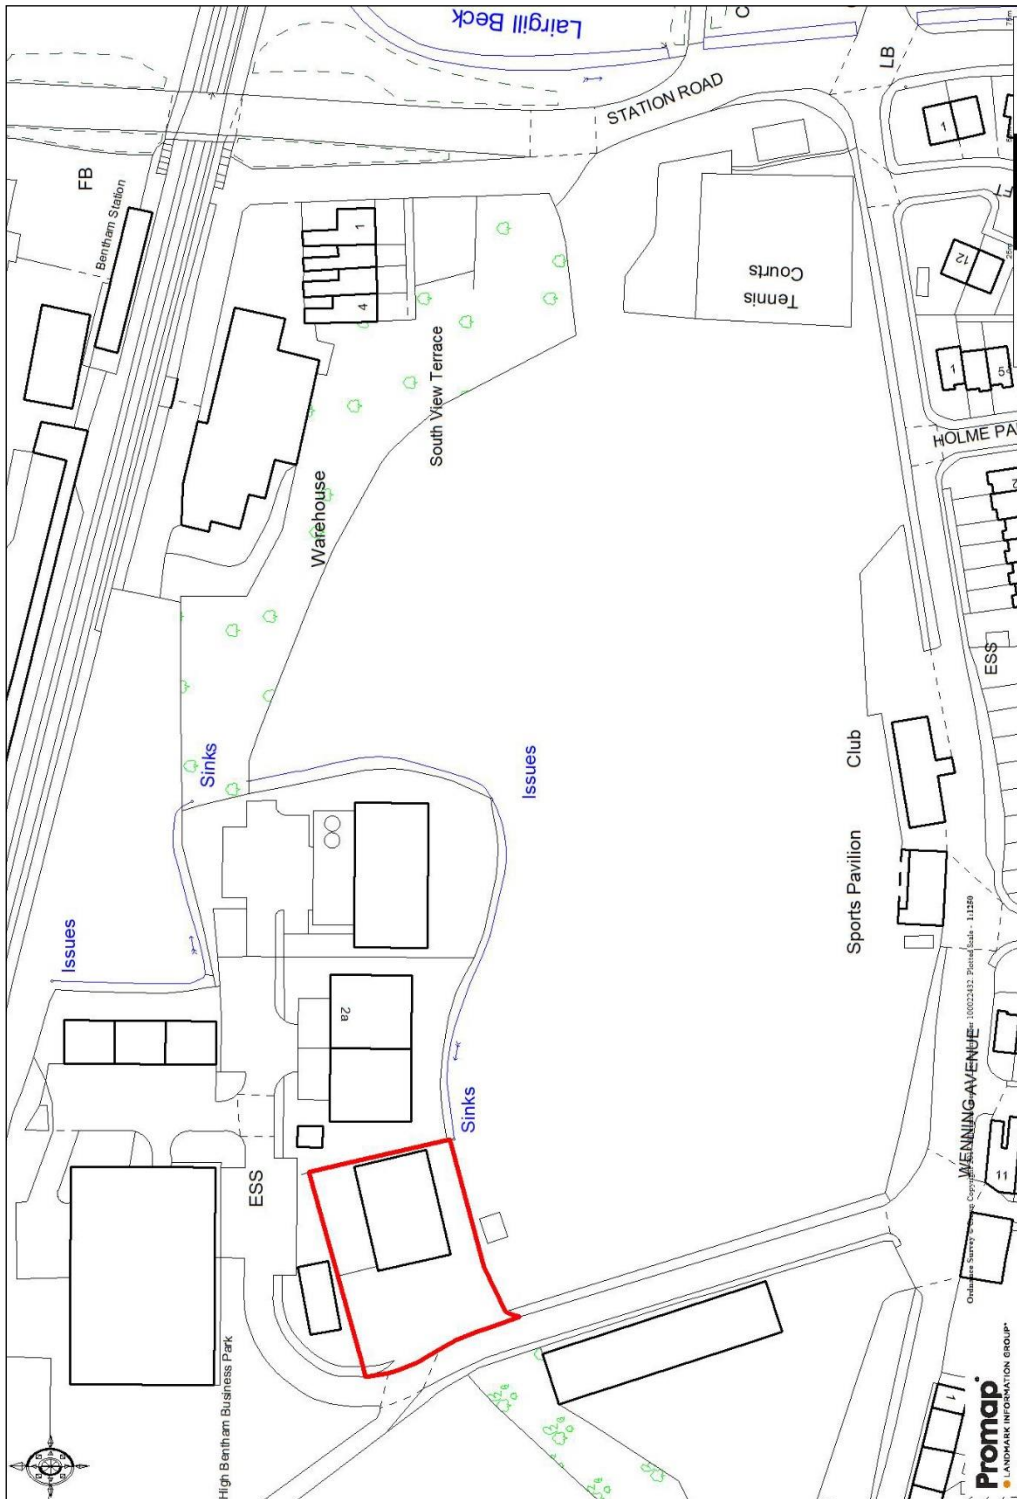 Lairgill Beck
C
LB
STATION ROAD
FB
Bentham Station
1
4
1
12
Tennis
Courts
South View Terrace
1
HOLME PA
Warehouse
2
ESS
Sinks
Issues
Club
Sports Pavilion
Issues
2a
Sinks
ESS
WENNING AVENUE
11
High Bentham Business Park
1
Promap
LANDMARK INFORMATION GROUP